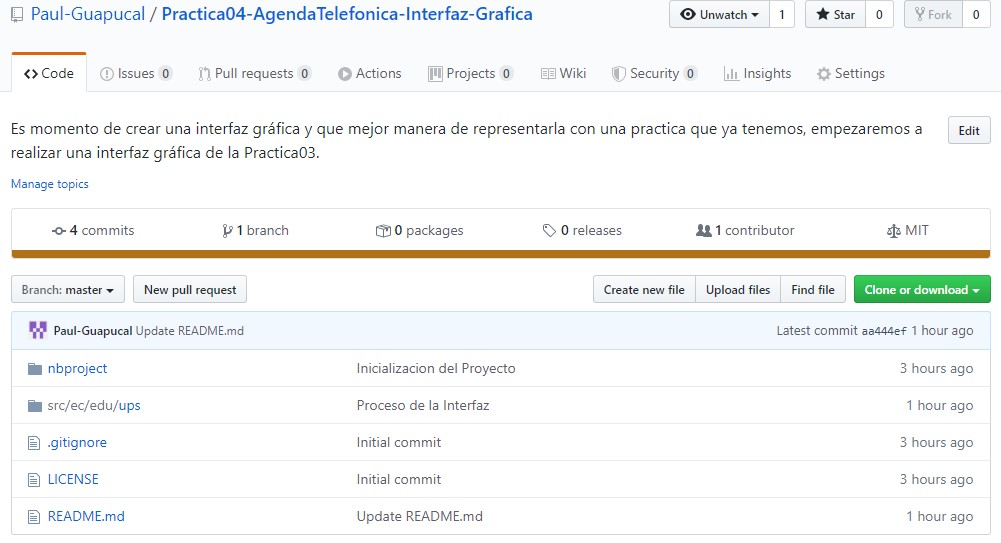 Paul-Guapucal / Practica04-AgendaTelefonica-Interfaz-Grafica Unwatch 1 Star 0 Fork 0
Code Issues 0 Pull requests 0 Actions Projects 0 Wiki Security 0 Insights Settings
Es momento de crear una interfaz gráfica y que mejor manera de representarla con una practica que ya tenemos, empezaremos a Edit
realizar una interfaz gráfica de la Practica03.
Manage topics
4 commits 1 branch 0 packages 0 releases 1 contributor MIT
Branch: master New pull request Create new file Upload files Find file Clone or download
Paul-Guapucal Update README.md Latest commit aa444ef 1 hour ago
nbproject Inicializacion del Proyecto 3 hours ago
src/ec/edu/ups Proceso de la Interfaz 1 hour ago
.gitignore Initial commit 3 hours ago
LICENSE Initial commit 3 hours ago
README.md Update README.md 1 hour ago